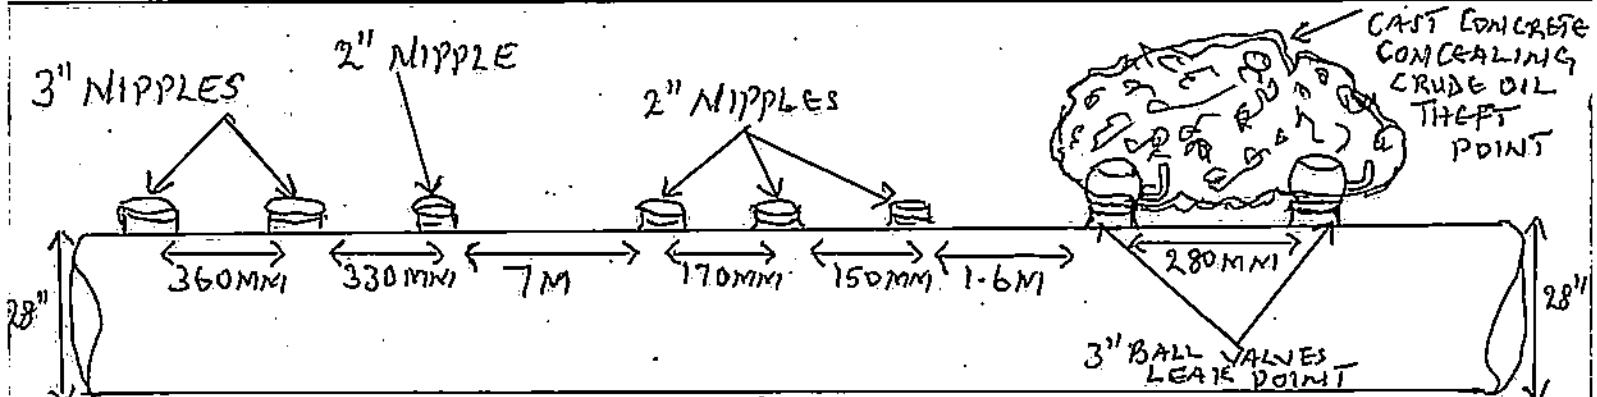 CAST CONCRETE
CONCEALING
CRUDE OIL
THEFT
POINT
2" NIPPLE
3" NIPPLES
2" NIPPLES
360MM
330MM
7M
170MM
150MM
1.6M
280MM
28"
28"
3" BALL VALVES
LEAK POINT